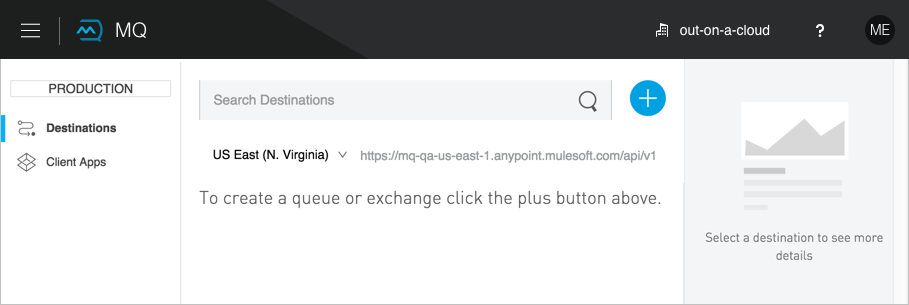 MQ
out-on-a-cloud
?
ME
PRODUCTION
Destinations
Client Apps
Search Destinations
US East (N. Virginia)
https://mq-qa-us-east-1.anypoint.mulesoft.com/api/v1
To create a queue or exchange click the plus button above.
Select a destination to see more
details